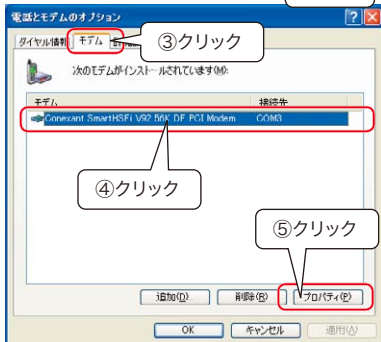 電話とモデムのオプション
ダイヤル情報 モデム
③クリック
次のモデムがインストールされています(M):
モデム 接続先
Conexant SmartHSFi V92 56K DF PCI Modem COM3
④クリック
⑤クリック
追加(D)... 削除(R) プロパティ(P)
OK キャンセル 適用(A)